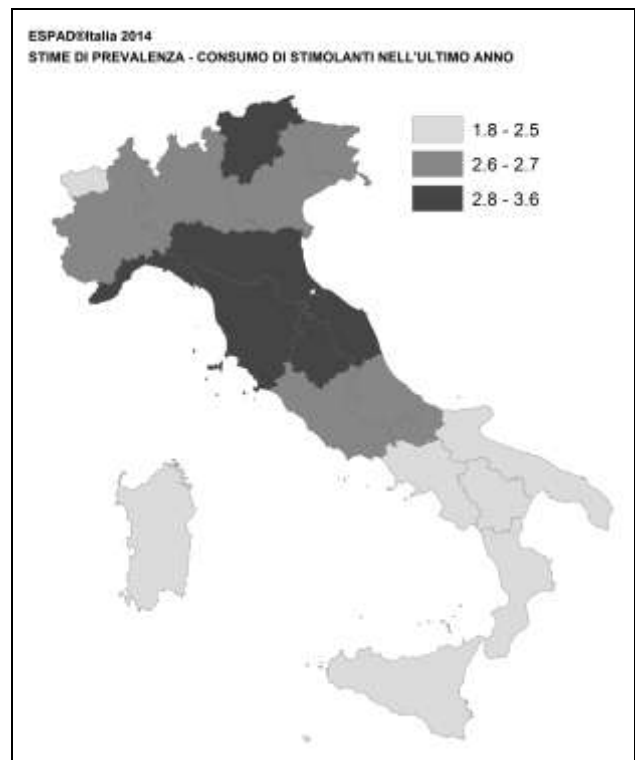 ESPAD®Italia 2014
STIME DI PREVALENZA - CONSUMO DI STIMOLANTI NELL'ULTIMO ANNO
1.8 - 2.5
2.6 - 2.7
2.8 - 3.6